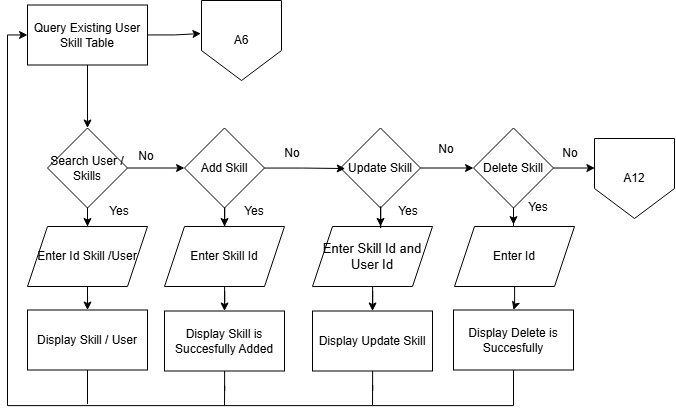 Query Existing User
Skill Table
A6
Search User /
Skills
No
Add Skill
No
Update Skill
No
Delete Skill
No
A12
Yes
Yes
Yes
Yes
Enter Id Skill /User
Enter Skill Id
Enter Skill Id and
User Id
Enter Id
Display Skill / User
Display Skill is
Succesfully Added
Display Update Skill
Display Delete is
Succesfully